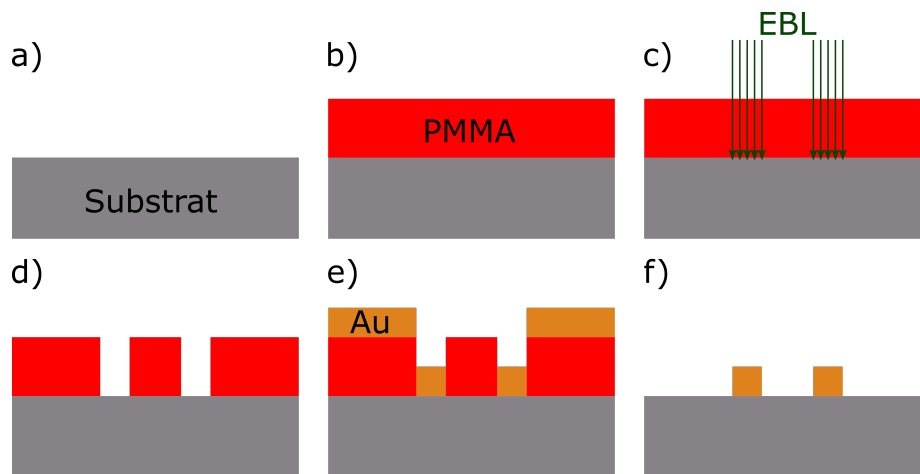 a)
b)
c)
EBL
PMMA
Substrat
d)
e)
f)
Au